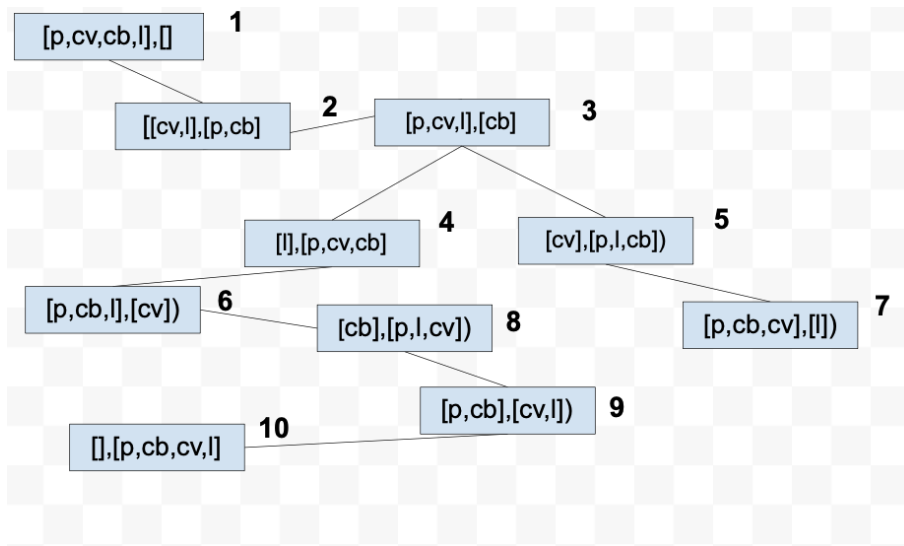 [p,cv,cb,l],[]
1
[[cv,l],[p,cb]
2
[p,cv,l],[cb]
3
[l],[p,cv,cb]
4
[cv],[p,l,cb])
5
[p,cb,l],[cv])
6
[cb],[p,l,cv])
8
[p,cb,cv],[l])
7
[p,cb],[cv,l])
9
[],[p,cb,cv,l]
10